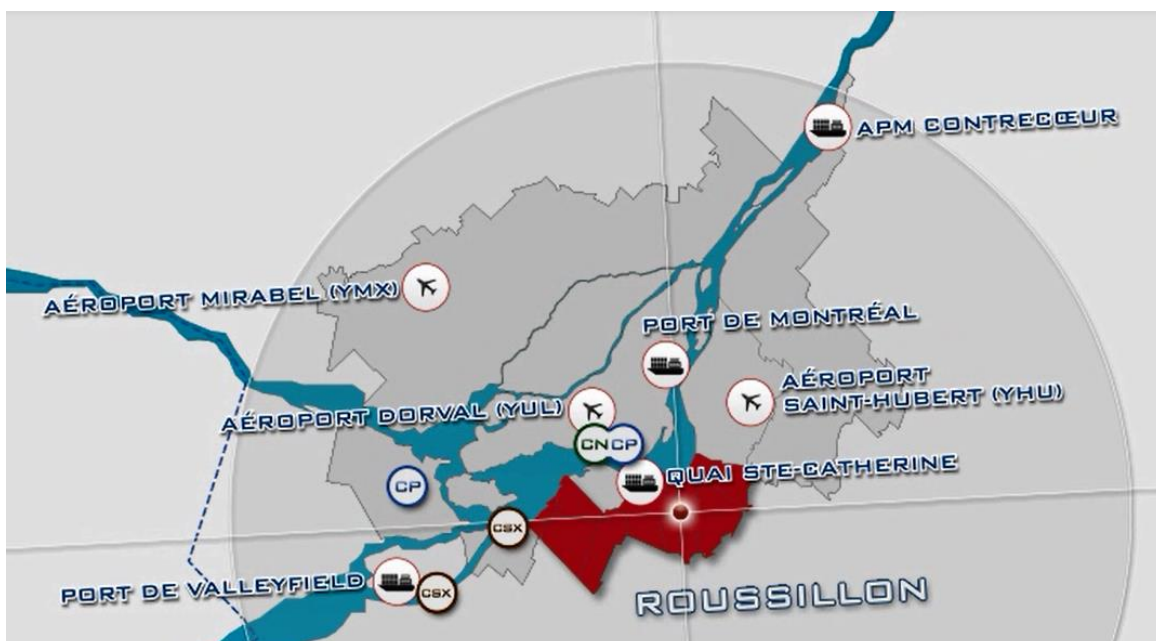 APM CONTRECŒUR
AÉROPORT MIRABEL (YMX)
PORT DE MONTRÉAL
AÉROPORT
SAINT-HUBERT (YHU)
AÉROPORT DORVAL (YUL)
CN CP
QUAI STE-CATHERINE
CP
CSX
PORT DE VALLEYFIELD
CSX
ROUSSILLON